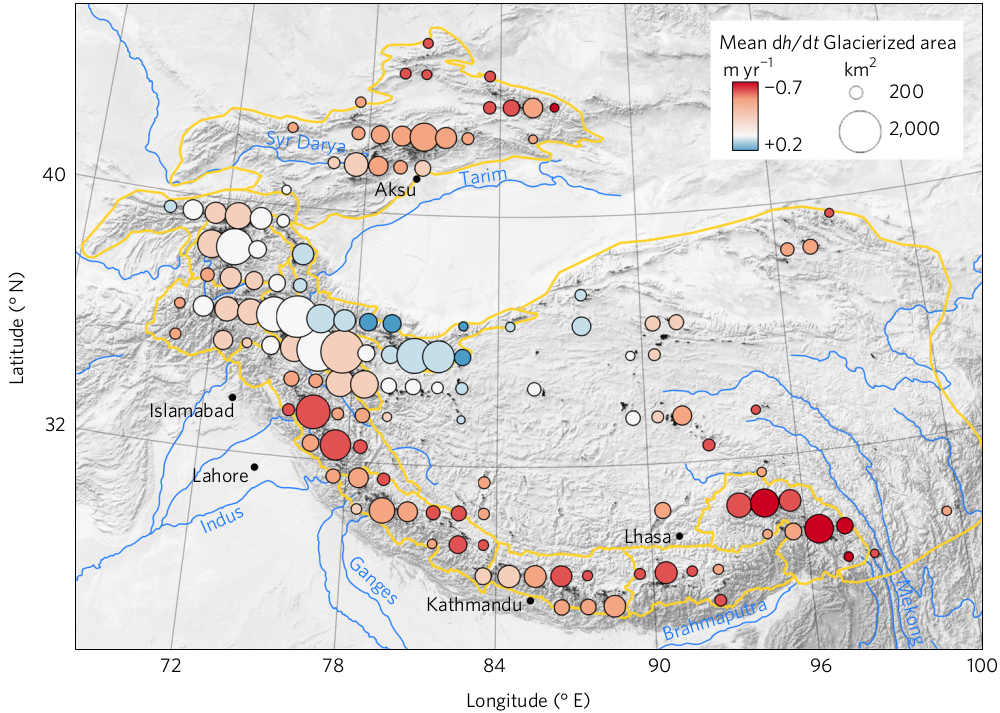 Mean dh/dt Glacierized area
m yr⁻¹
km²
−0.7
+0.2
200
2,000
Syr Darya
Aksu
Tarim
40
Latitude (° N)
32
Islamabad
Lahore
Indus
Ganges
Kathmandu
Lhasa
Brahmaputra
Mekong
72
78
84
90
96
100
Longitude (° E)